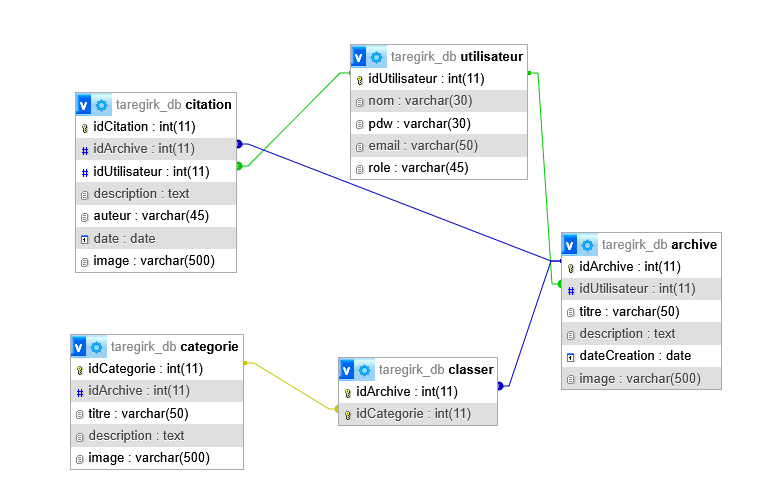 taregirk_db utilisateur
idUtilisateur : int(11)
nom : varchar(30)
pdw : varchar(30)
email : varchar(50)
role : varchar(45)
taregirk_db citation
idCitation : int(11)
idArchive : int(11)
idUtilisateur : int(11)
description : text
auteur : varchar(45)
date : date
image : varchar(500)
taregirk_db archive
idArchive : int(11)
idUtilisateur : int(11)
titre : varchar(50)
description : text
dateCreation : date
image : varchar(500)
taregirk_db categorie
idCategorie : int(11)
idArchive : int(11)
titre : varchar(50)
description : text
image : varchar(500)
taregirk_db classer
idArchive : int(11)
idCategorie : int(11)